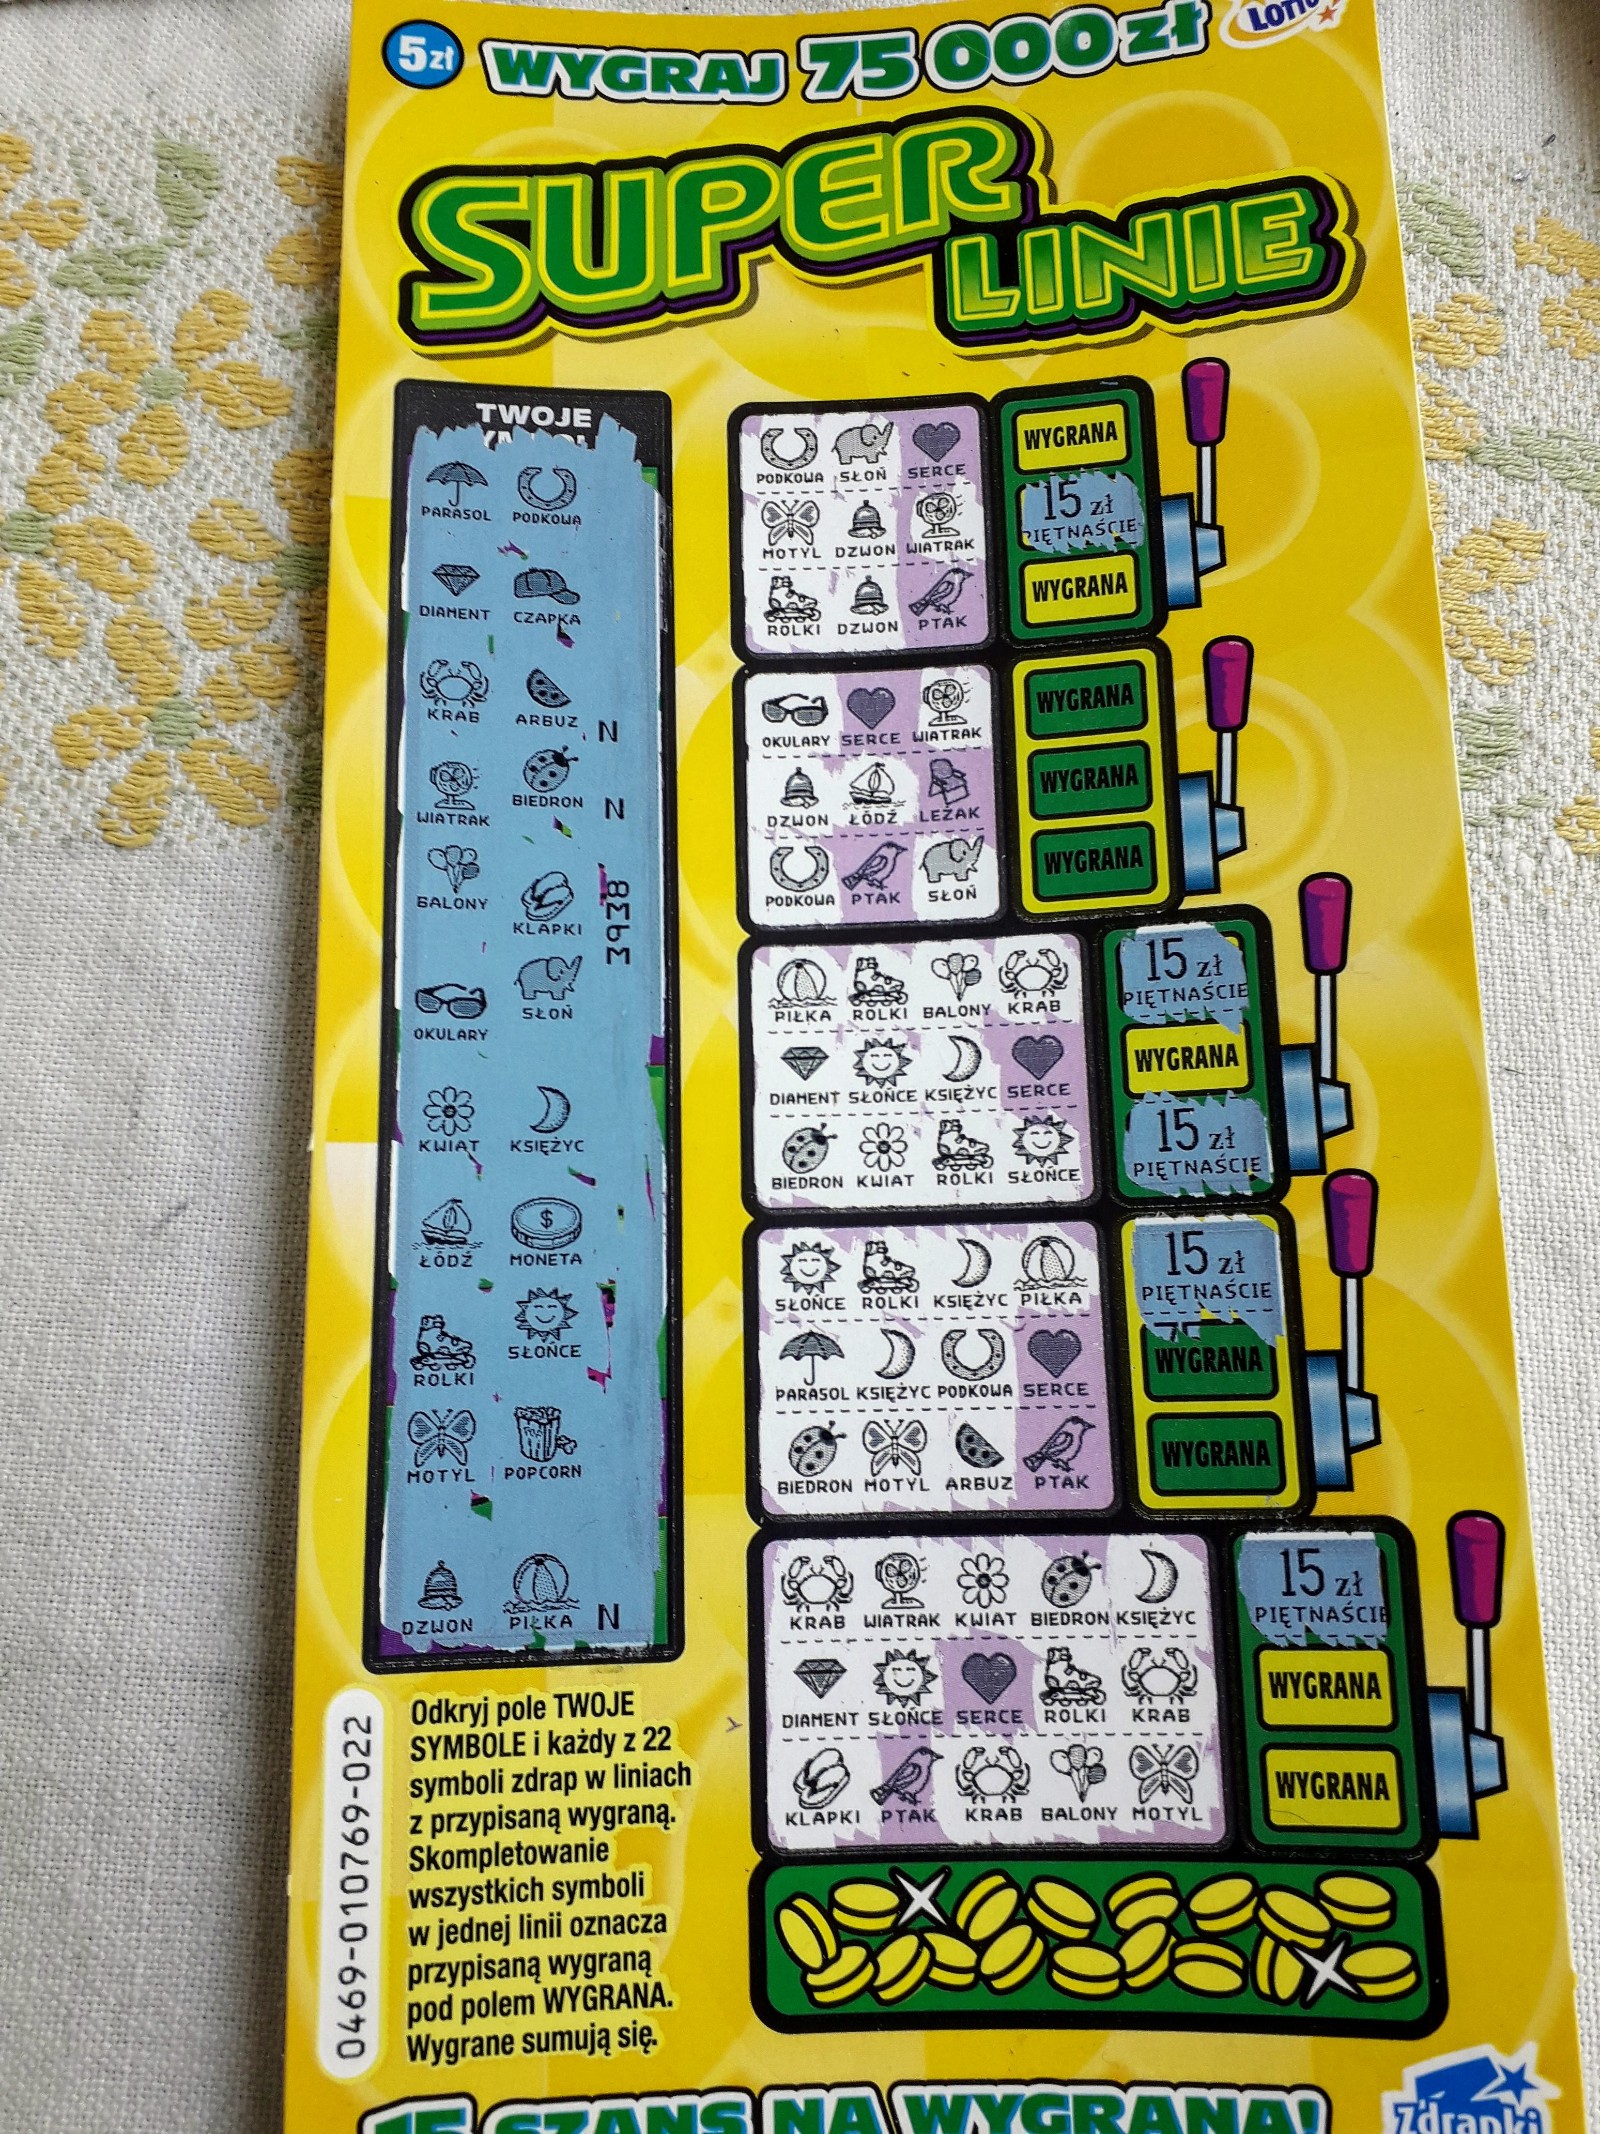 5zł WYGRAJ 75 000 zł
LOTTO
SUPER
LINIE
TWOJE
PARASOL PODKOWA
DIAMENT CZAPKA
KRAB ARBUZ N
WIATRAK BIEDRON N
BALONY KLAPKI
8393
OKULARY SŁOŃ
KWIAT KSIĘŻYC
ŁÓDŹ MONETA
ROLKI SŁOŃCE
MOTYL POPCORN
DZWON PIŁKA N
PODKOWA SŁOŃ SERCE WYGRANA
MOTYL DZWON WIATRAK 15 zł
PIĘTNAŚCIE
ROLKI DZWON PTAK WYGRANA
OKULARY SERCE WIATRAK WYGRANA
DZWON ŁÓDŹ LEŻAK WYGRANA
PODKOWA PTAK SŁOŃ WYGRANA
PIŁKA ROLKI BALONY KRAB 15 zł
PIĘTNAŚCIE
DIAMENT SŁOŃCE KSIĘŻYC SERCE WYGRANA
BIEDRON KWIAT ROLKI SŁOŃCE 15 zł
PIĘTNAŚCIE
SŁOŃCE ROLKI KSIĘŻYC PIŁKA 15 zł
PIĘTNAŚCIE
PARASOL KSIĘŻYC PODKOWA SERCE WYGRANA
BIEDRON MOTYL ARBUZ PTAK WYGRANA
KRAB WIATRAK KWIAT BIEDRON KSIĘŻYC 15 zł
PIĘTNAŚCIE
DIAMENT SŁOŃCE SERCE ROLKI KRAB WYGRANA
KLAPKI PTAK KRAB BALONY MOTYL WYGRANA
0469-010769-022
Odkryj pole TWOJE
SYMBOLE i każdy z 22
symboli zdrap w liniach
z przypisaną wygraną.
Skompletowanie
wszystkich symboli
w jednej linii oznacza
przypisaną wygraną
pod polem WYGRANA.
Wygrane sumują się.
15 SZANS NA WYGRANĄ!
Zdrapki